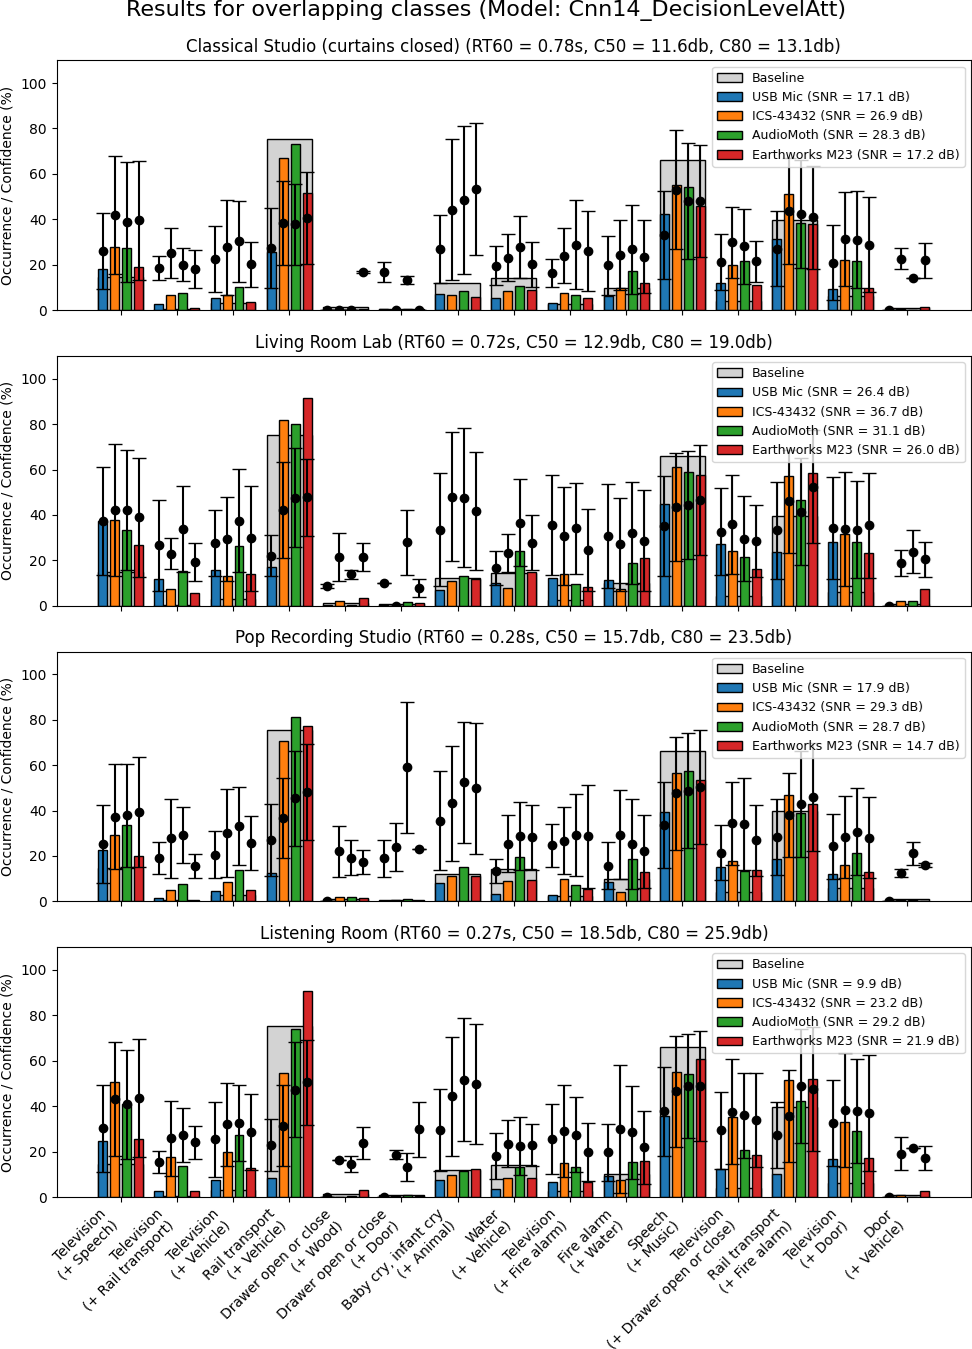 Results for overlapping classes (Model: Cnn14_DecisionLevelAtt)
Classical Studio (curtains closed) (RT60 = 0.78s, C50 = 11.6db, C80 = 13.1db)
Occurrence / Confidence (%)
100
80
60
40
20
0
Baseline
USB Mic (SNR = 17.1 dB)
ICS-43432 (SNR = 26.9 dB)
AudioMoth (SNR = 28.3 dB)
Earthworks M23 (SNR = 17.2 dB)
Living Room Lab (RT60 = 0.72s, C50 = 12.9db, C80 = 19.0db)
Occurrence / Confidence (%)
100
80
60
40
20
0
Baseline
USB Mic (SNR = 26.4 dB)
ICS-43432 (SNR = 36.7 dB)
AudioMoth (SNR = 31.1 dB)
Earthworks M23 (SNR = 26.0 dB)
Pop Recording Studio (RT60 = 0.28s, C50 = 15.7db, C80 = 23.5db)
Occurrence / Confidence (%)
100
80
60
40
20
0
Baseline
USB Mic (SNR = 17.9 dB)
ICS-43432 (SNR = 29.3 dB)
AudioMoth (SNR = 28.7 dB)
Earthworks M23 (SNR = 14.7 dB)
Listening Room (RT60 = 0.27s, C50 = 18.5db, C80 = 25.9db)
Occurrence / Confidence (%)
100
80
60
40
20
0
Baseline
USB Mic (SNR = 9.9 dB)
ICS-43432 (SNR = 23.2 dB)
AudioMoth (SNR = 29.2 dB)
Earthworks M23 (SNR = 21.9 dB)
Television
(+ Speech)
Television
(+ Rail transport)
Television
(+ Vehicle)
Rail transport
(+ Vehicle)
Drawer open or close
(+ Wood)
Drawer open or close
(+ Door)
Baby cry, infant cry
(+ Animal)
Water
(+ Vehicle)
Television
(+ Fire alarm)
Fire alarm
(+ Water)
Speech
(+ Music)
Television
(+ Drawer open or close)
Rail transport
(+ Fire alarm)
Television
(+ Door)
Door
(+ Vehicle)